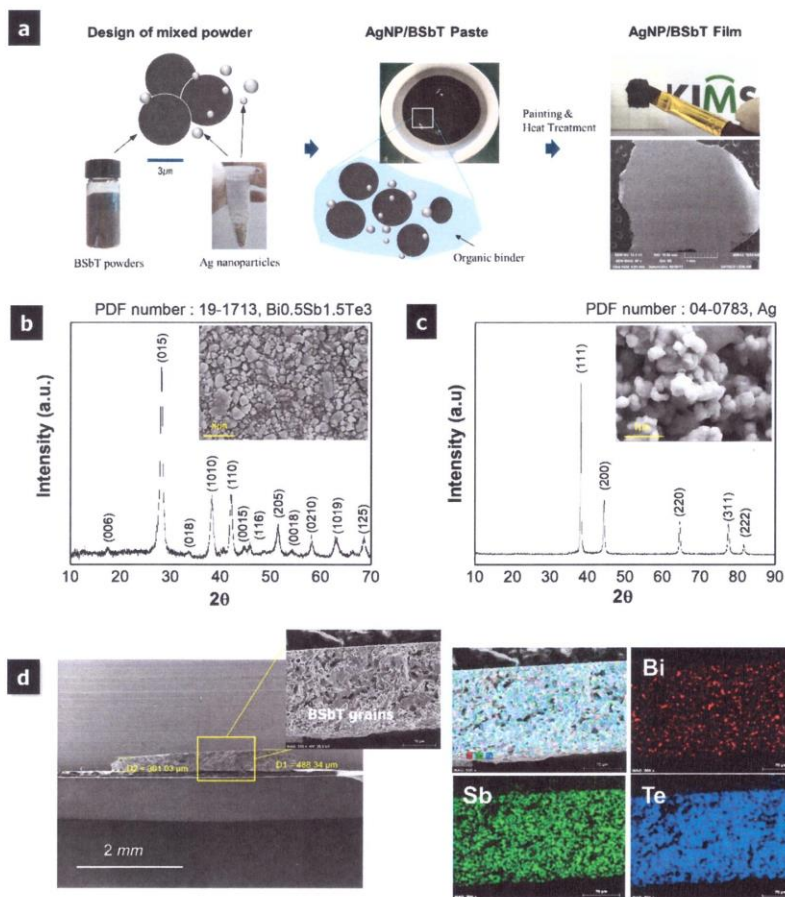 a
Design of mixed powder
AgNP/BSbT Paste
AgNP/BSbT Film
KIMS
Painting &
Heat Treatment
3μm
BSbT powders
Ag nanoparticles
Organic binder
b
PDF number : 19-1713, Bi0.5Sb1.5Te3
Intensity (a.u.)
(006)
(015)
(018)
(1010)
(110)
(0015)
(116)
(205)
(0018)
(0210)
(1019)
(125)
10 20 30 40 50 60 70
2θ
c
PDF number : 04-0783, Ag
Intensity (a.u)
(111)
(200)
(220)
(311)
(222)
10 20 30 40 50 60 70 80 90
2θ
d
BSbT grains
2 mm
Bi
Sb
Te